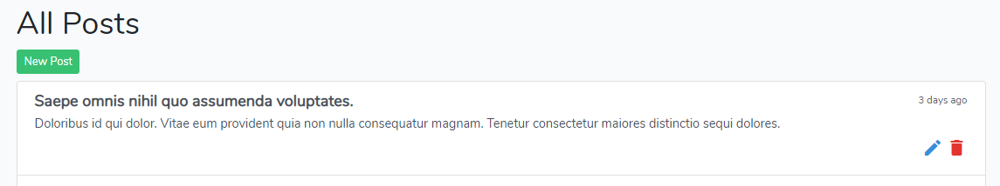 All Posts
New Post
Saepe omnis nihil quo assumenda voluptates.
3 days ago
Doloribus id qui dolor. Vitae eum provident quia non nulla consequatur magnam. Tenetur consectetur maiores distinctio sequi dolores.